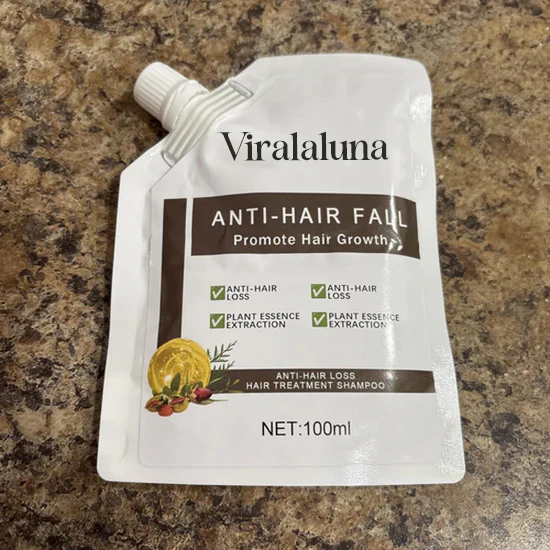 Viralaluna
ANTI-HAIR FALL
Promote Hair Growth
ANTI-HAIR
LOSS
ANTI-HAIR
LOSS
PLANT ESSENCE
EXTRACTION
PLANT ESSENCE
EXTRACTION
ANTI-HAIR LOSS
HAIR TREATMENT SHAMPOO
NET:100ml